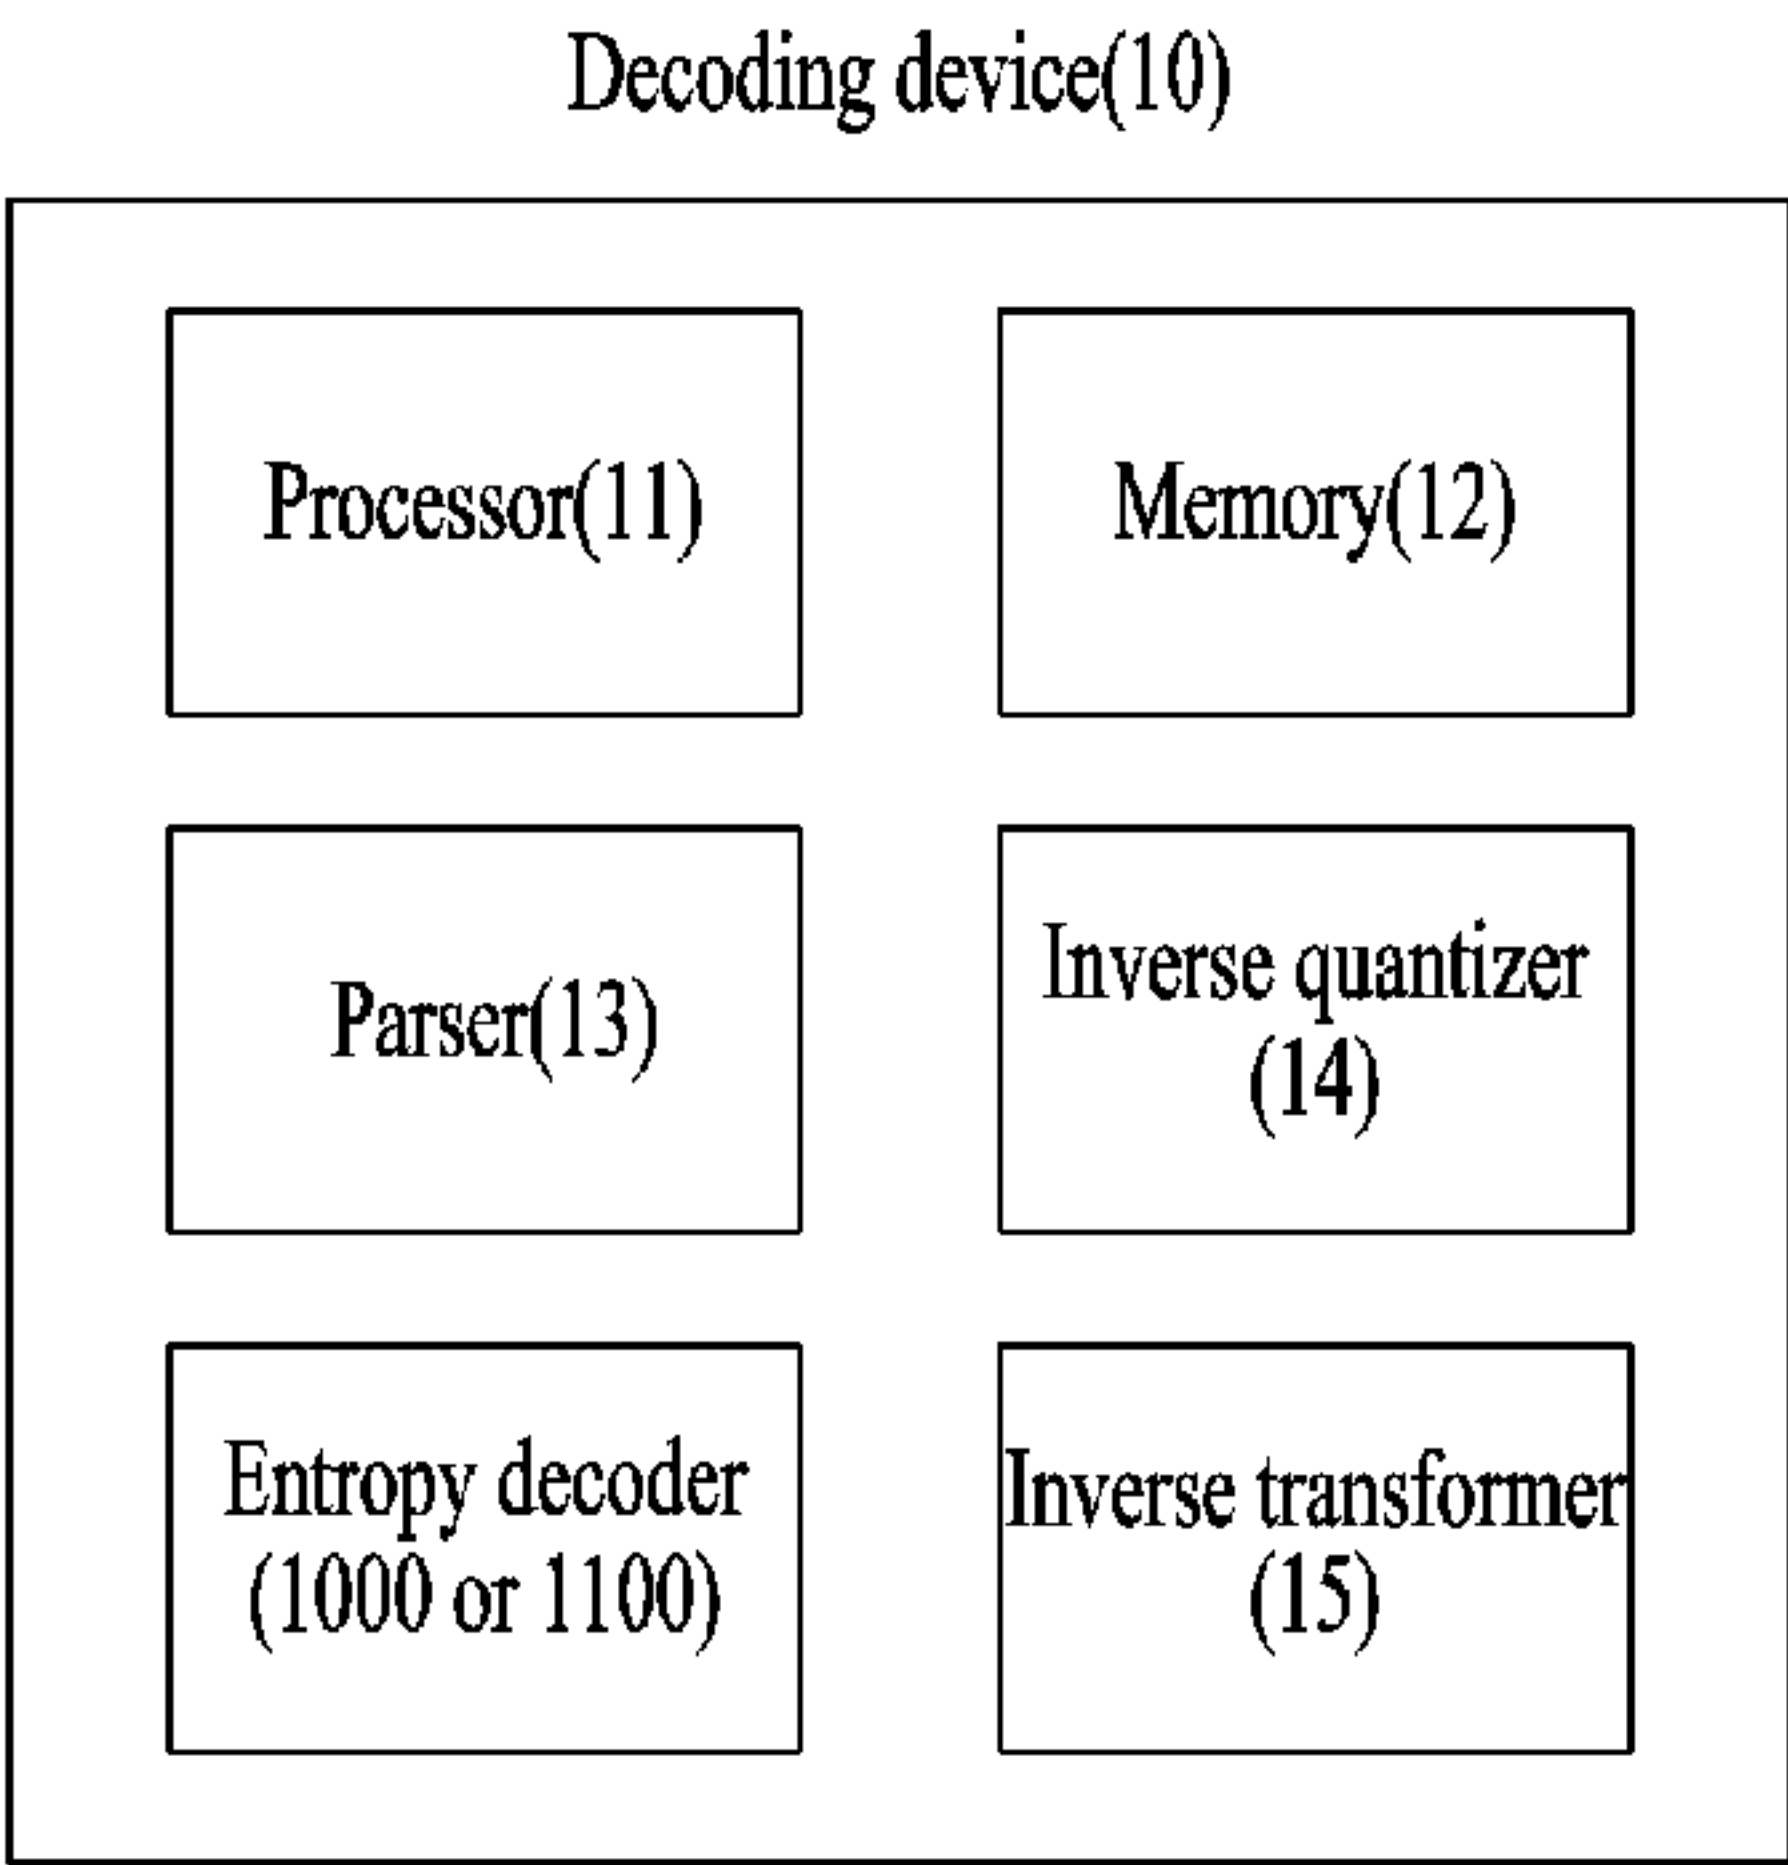 Decoding device(10)
Processor(11)
Memory(12)
Parser(13)
Inverse quantizer
(14)
Entropy decoder
(1000 or 1100)
Inverse transformer
(15)